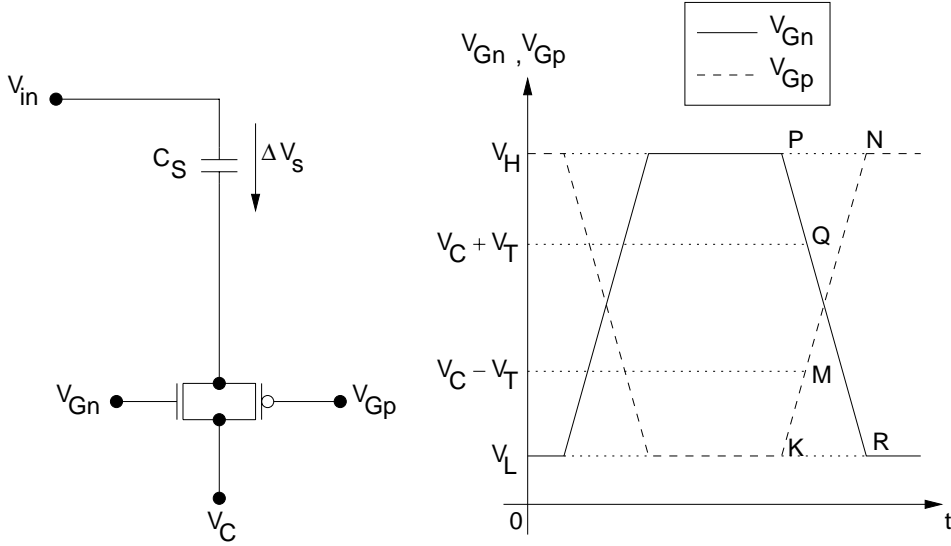 V_in
C_S
ΔV_s
V_Gn
V_Gp
V_C
V_Gn
V_Gp
V_Gn , V_Gp
V_H
P
N
V_C + V_T
Q
V_C − V_T
M
V_L
K
R
0
t